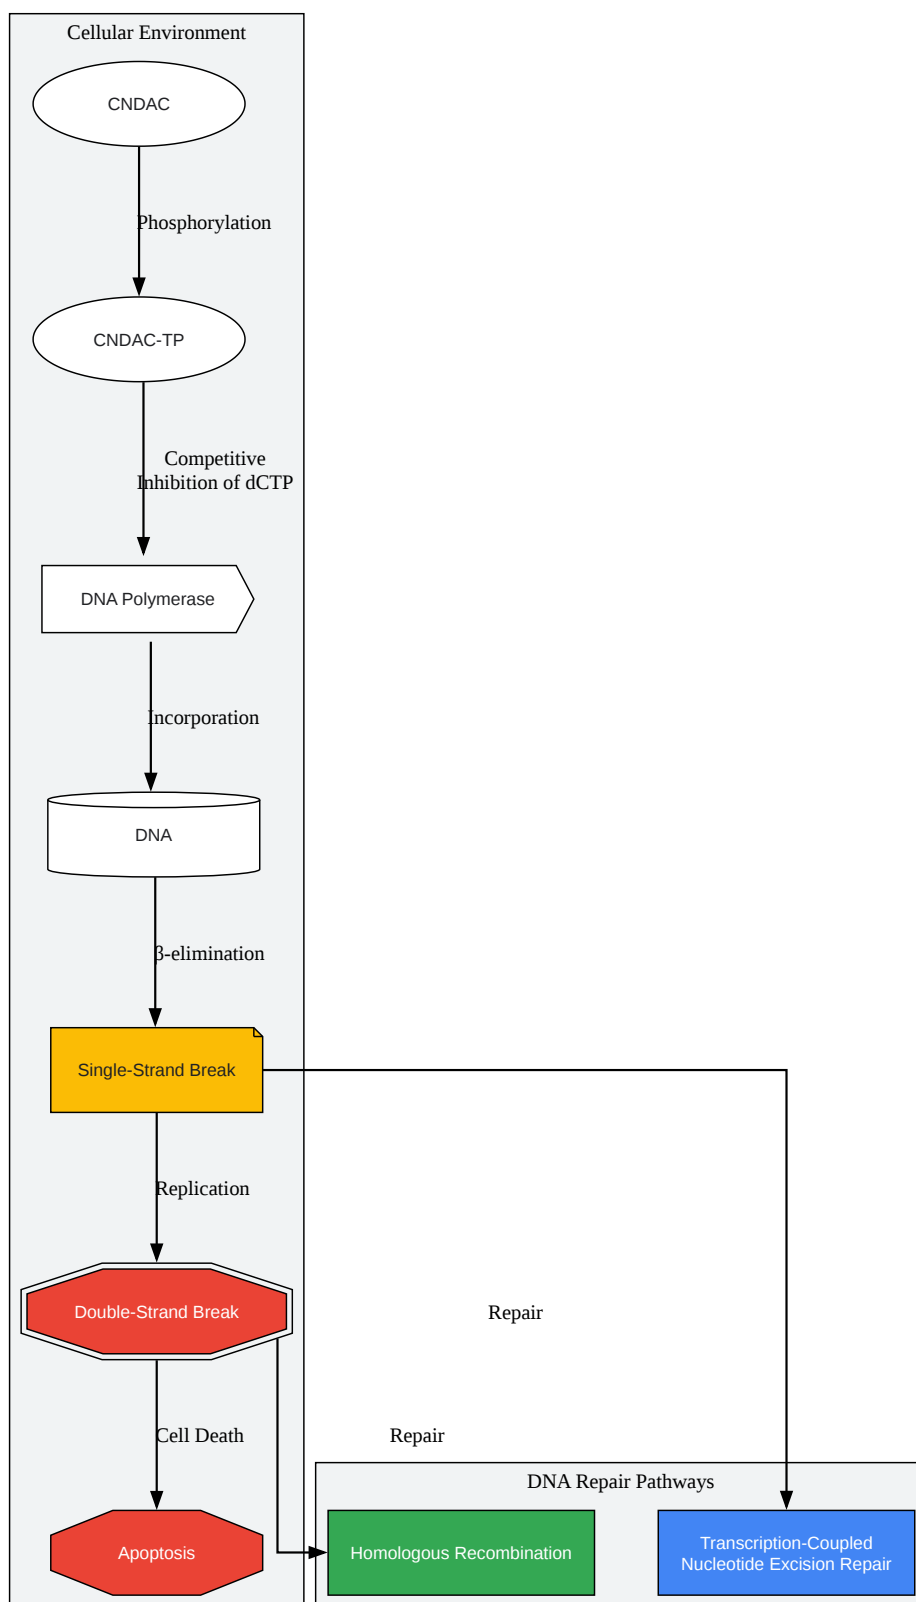 Cellular Environment
CNDAC
Phosphorylation
CNDAC-TP
Competitive
Inhibition of dCTP
DNA Polymerase
Incorporation
DNA
β-elimination
Single-Strand Break
Replication
Double-Strand Break
Repair
Cell Death
Repair
DNA Repair Pathways
Apoptosis
Homologous Recombination
Transcription-Coupled
Nucleotide Excision Repair